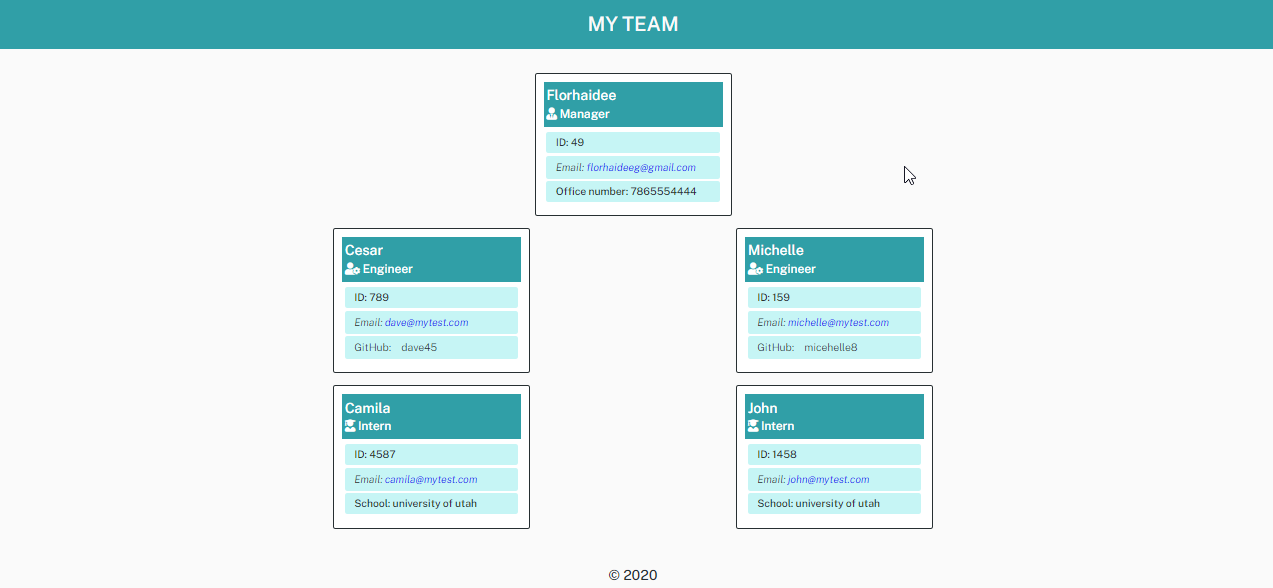 MY TEAM
Florhaidee
Manager
ID: 49
Email: florhaideeg@gmail.com
Office number: 7865554444
Cesar
Engineer
ID: 789
Email: dave@mytest.com
GitHub: dave45
Michelle
Engineer
ID: 159
Email: michelle@mytest.com
GitHub: micehelle8
Camila
Intern
ID: 4587
Email: camila@mytest.com
School: university of utah
John
Intern
ID: 1458
Email: john@mytest.com
School: university of utah
© 2020